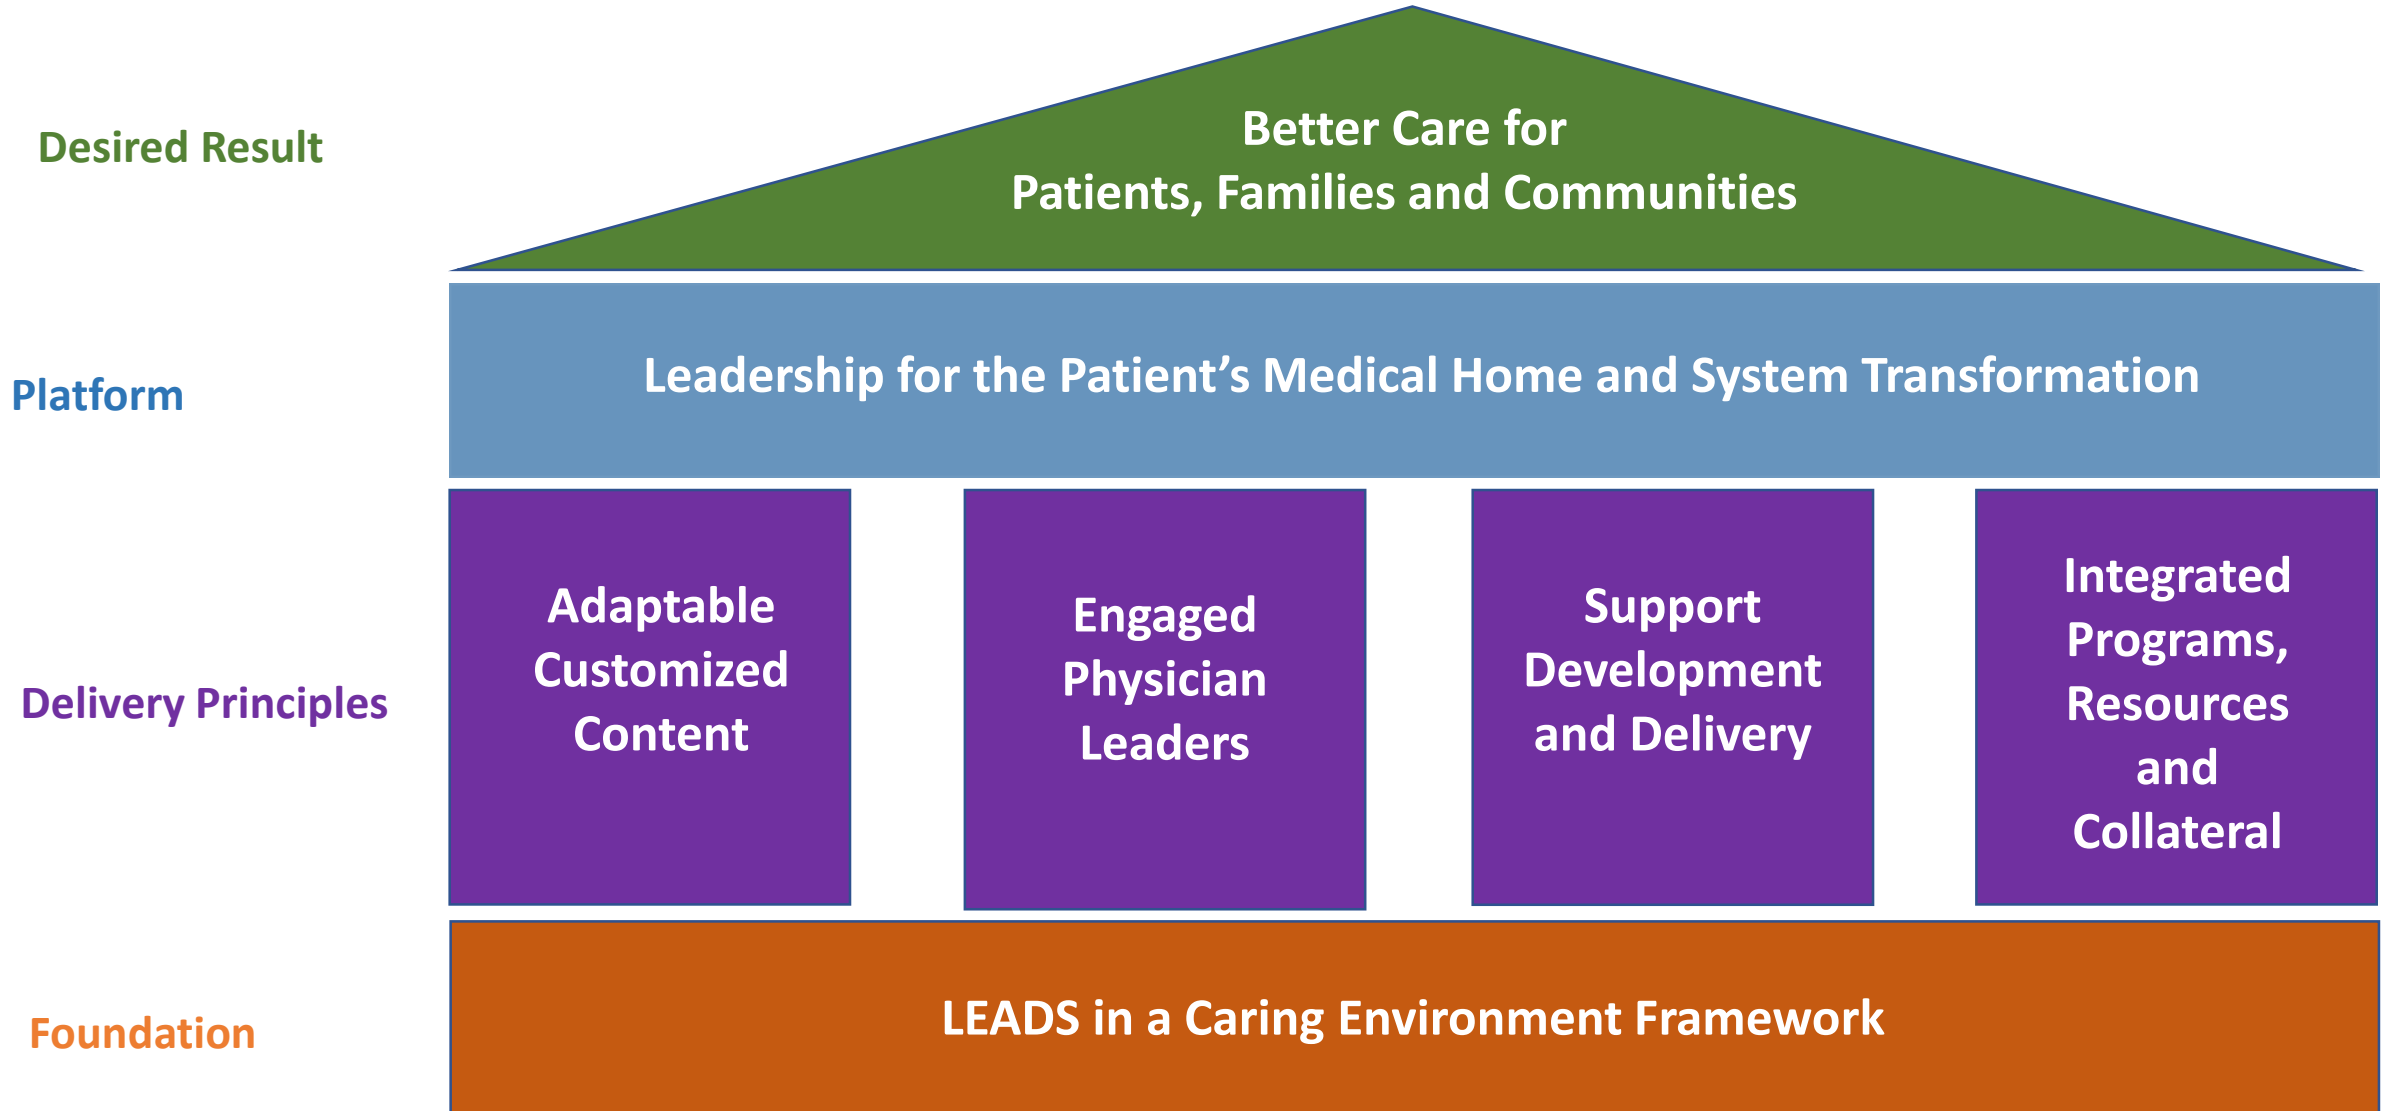 Desired Result
Better Care for
Patients, Families and Communities
Platform
Leadership for the Patient’s Medical Home and System Transformation
Delivery Principles
Adaptable
Customized
Content
Engaged
Physician
Leaders
Support
Development
and Delivery
Integrated
Programs,
Resources
and
Collateral
Foundation
LEADS in a Caring Environment Framework